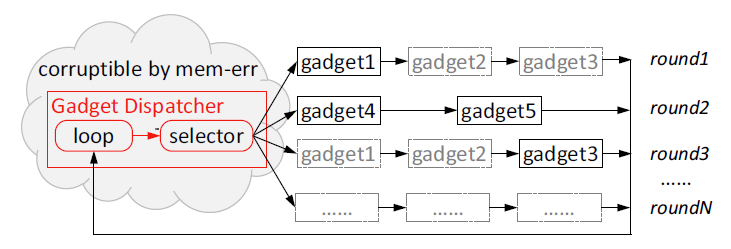 corruptible by mem-err
Gadget Dispatcher
loop
selector
gadget1 gadget2 gadget3 round1
gadget4 gadget5 round2
gadget1 gadget2 gadget3 round3
......
...... ...... ...... roundN